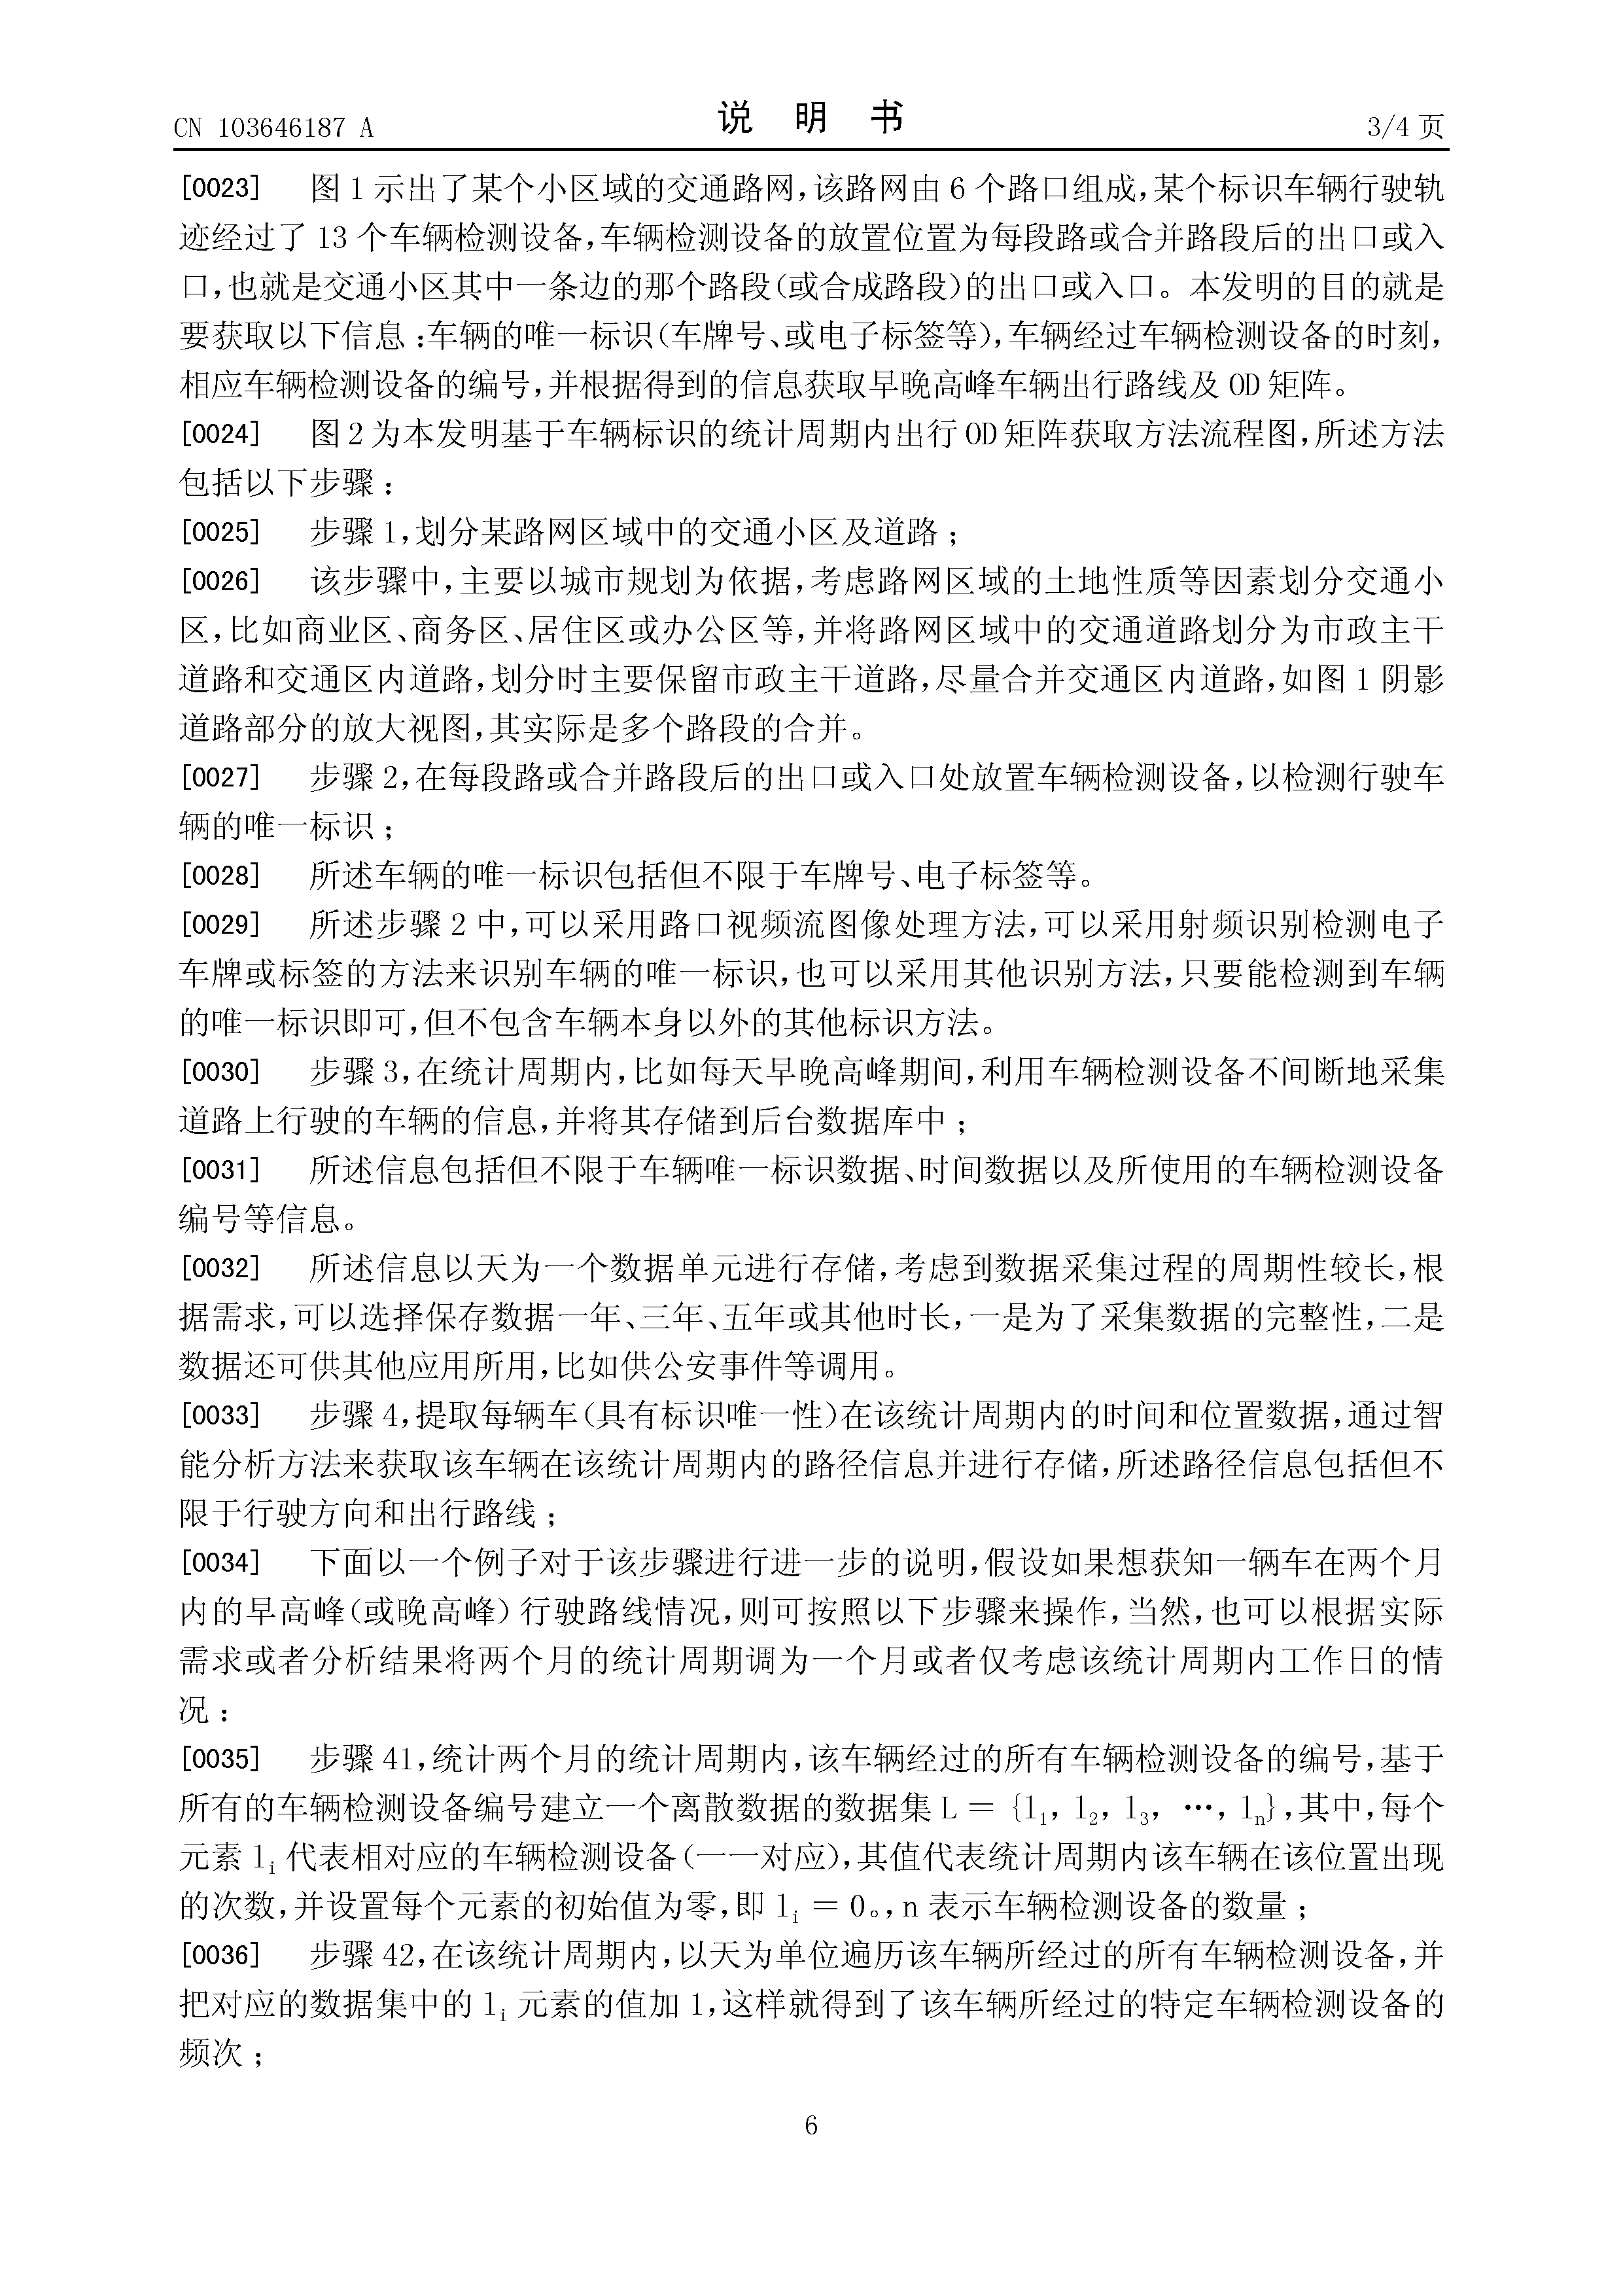 CN 103646187 A
说 明 书
3/4 页
[0023] 图 1 示出了某个小区域的交通路网,该路网由 6 个路口组成,某个标识车辆行驶轨
迹经过了 13 个车辆检测设备,车辆检测设备的放置位置为每段路或合并路段后的出口或入
口,也就是交通小区其中一条边的那个路段(或合成路段)的出口或入口。本发明的目的就是
要获取以下信息:车辆的唯一标识(车牌号、或电子标签等),车辆经过车辆检测设备的时刻,
相应车辆检测设备的编号,并根据得到的信息获取早晚高峰车辆出行路线及 OD 矩阵。
[0024] 图 2 为本发明基于车辆标识的统计周期内出行 OD 矩阵获取方法流程图,所述方法
包括以下步骤:
[0025] 步骤 1,划分某路网区域中的交通小区及道路;
[0026] 该步骤中,主要以城市规划为依据,考虑路网区域的土地性质等因素划分交通小
区,比如商业区、商务区、居住区或办公区等,并将路网区域中的交通道路划分为市政主干
道路和交通区内道路,划分时主要保留市政主干道路,尽量合并交通区内道路,如图 1 阴影
道路部分的放大视图,其实际是多个路段的合并。
[0027] 步骤 2,在每段路或合并路段后的出口或入口处放置车辆检测设备,以检测行驶车
辆的唯一标识;
[0028] 所述车辆的唯一标识包括但不限于车牌号、电子标签等。
[0029] 所述步骤 2 中,可以采用路口视频流图像处理方法,可以采用射频识别检测电子
车牌或标签的方法来识别车辆的唯一标识,也可以采用其他识别方法,只要能检测到车辆
的唯一标识即可,但不包含车辆本身以外的其他标识方法。
[0030] 步骤 3,在统计周期内,比如每天早晚高峰期间,利用车辆检测设备不间断地采集
道路上行驶的车辆的信息,并将其存储到后台数据库中;
[0031] 所述信息包括但不限于车辆唯一标识数据、时间数据以及所使用的车辆检测设备
编号等信息。
[0032] 所述信息以天为一个数据单元进行存储,考虑到数据采集过程的周期性较长,根
据需求,可以选择保存数据一年、三年、五年或其他时长,一是为了采集数据的完整性,二是
数据还可供其他应用所用,比如供公安事件等调用。
[0033] 步骤 4,提取每辆车(具有标识唯一性)在该统计周期内的时间和位置数据,通过智
能分析方法来获取该车辆在该统计周期内的路径信息并进行存储,所述路径信息包括但不
限于行驶方向和出行路线;
[0034] 下面以一个例子对于该步骤进行进一步的说明,假设如果想获知一辆车在两个月
内的早高峰(或晚高峰)行驶路线情况,则可按照以下步骤来操作,当然,也可以根据实际
需求或者分析结果将两个月的统计周期调为一个月或者仅考虑该统计周期内工作日的情
况:
[0035] 步骤 41,统计两个月的统计周期内,该车辆经过的所有车辆检测设备的编号,基于
所有的车辆检测设备编号建立一个离散数据的数据集 L = {l₁, l₂, l₃, …, lₙ},其中,每个
元素 lᵢ 代表相对应的车辆检测设备(一一对应),其值代表统计周期内该车辆在该位置出现
的次数,并设置每个元素的初始值为零,即 lᵢ = 0。,n 表示车辆检测设备的数量;
[0036] 步骤 42,在该统计周期内,以天为单位遍历该车辆所经过的所有车辆检测设备,并
把对应的数据集中的 lᵢ 元素的值加 1,这样就得到了该车辆所经过的特定车辆检测设备的
频次;
6